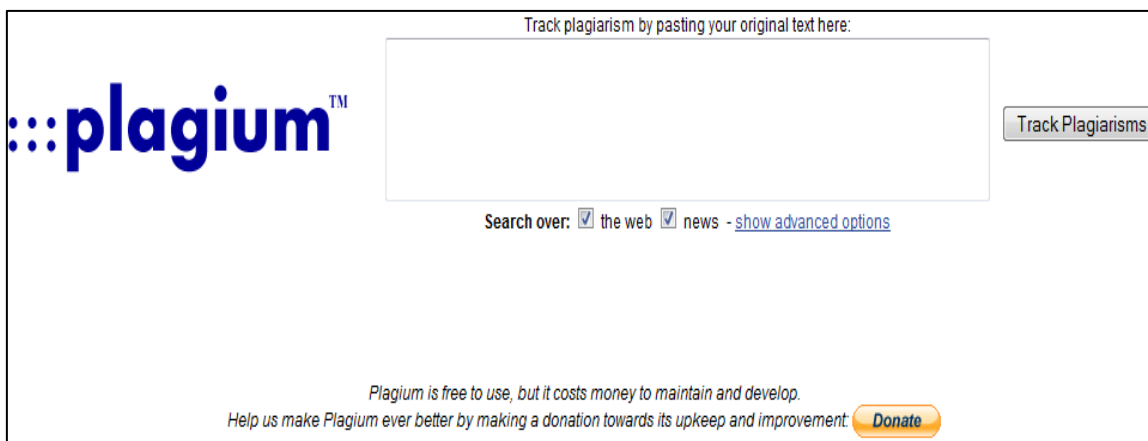 Track plagiarism by pasting your original text here:
:::plagium™
Track Plagiarisms
Search over: the web news - show advanced options
Plagium is free to use, but it costs money to maintain and develop.
Help us make Plagium ever better by making a donation towards its upkeep and improvement: Donate